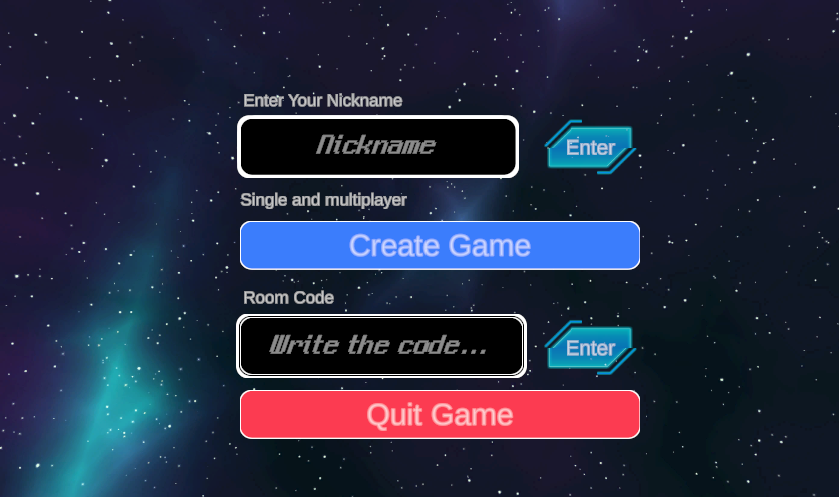 Enter Your Nickname
Nickname
Enter
Single and multiplayer
Create Game
Room Code
Write the code...
Enter
Quit Game